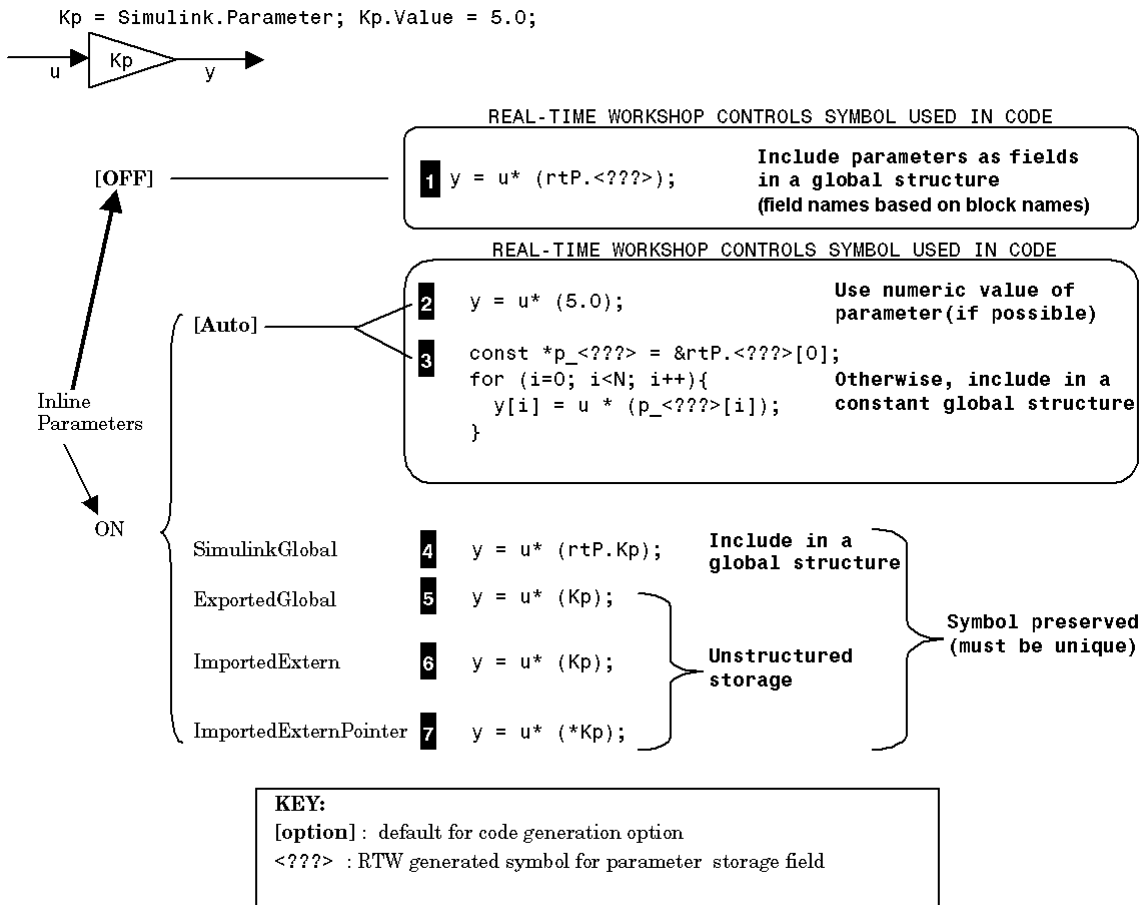 Kp = Simulink.Parameter; Kp.Value = 5.0;
Kp
u
y
REAL-TIME WORKSHOP CONTROLS SYMBOL USED IN CODE
[OFF]
1 y = u* (rtP.<???>);
Include parameters as fields
in a global structure
(field names based on block names)
REAL-TIME WORKSHOP CONTROLS SYMBOL USED IN CODE
[Auto]
2 y = u* (5.0);
Use numeric value of
parameter(if possible)
3 const *p_<???> = &rtP.<???>[0];
for (i=0; i<N; i++){
y[i] = u * (p_<???>[i]);
}
Otherwise, include in a
constant global structure
Inline
Parameters
ON
SimulinkGlobal 4 y = u* (rtP.Kp);
Include in a
global structure
ExportedGlobal 5 y = u* (Kp);
ImportedExtern 6 y = u* (Kp);
Unstructured
storage
Symbol preserved
(must be unique)
ImportedExternPointer 7 y = u* (*Kp);
KEY:
[option] : default for code generation option
<???> : RTW generated symbol for parameter storage field